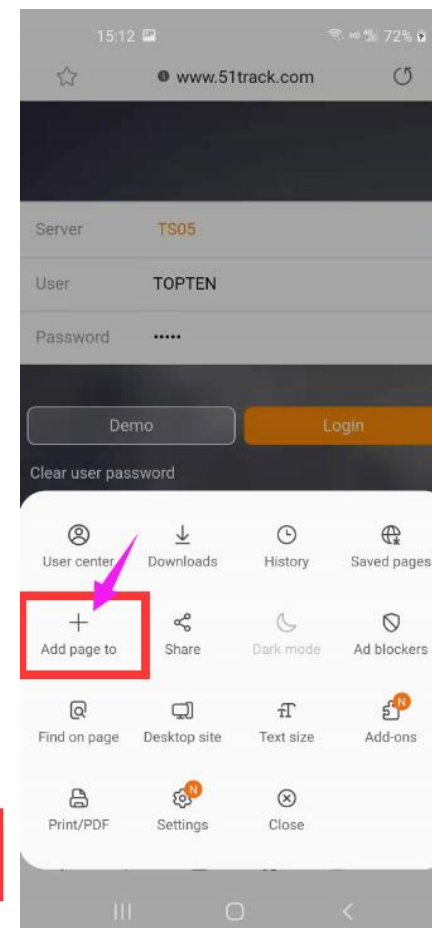 15:12 72%
www.51track.com
Server TS05
User TOPTEN
Password •••••
Demo Login
Clear user password
User center Downloads History Saved pages
Add page to Share Dark mode Ad blockers
N
Find on page Desktop site Text size Add-ons
N
Print/PDF Settings Close